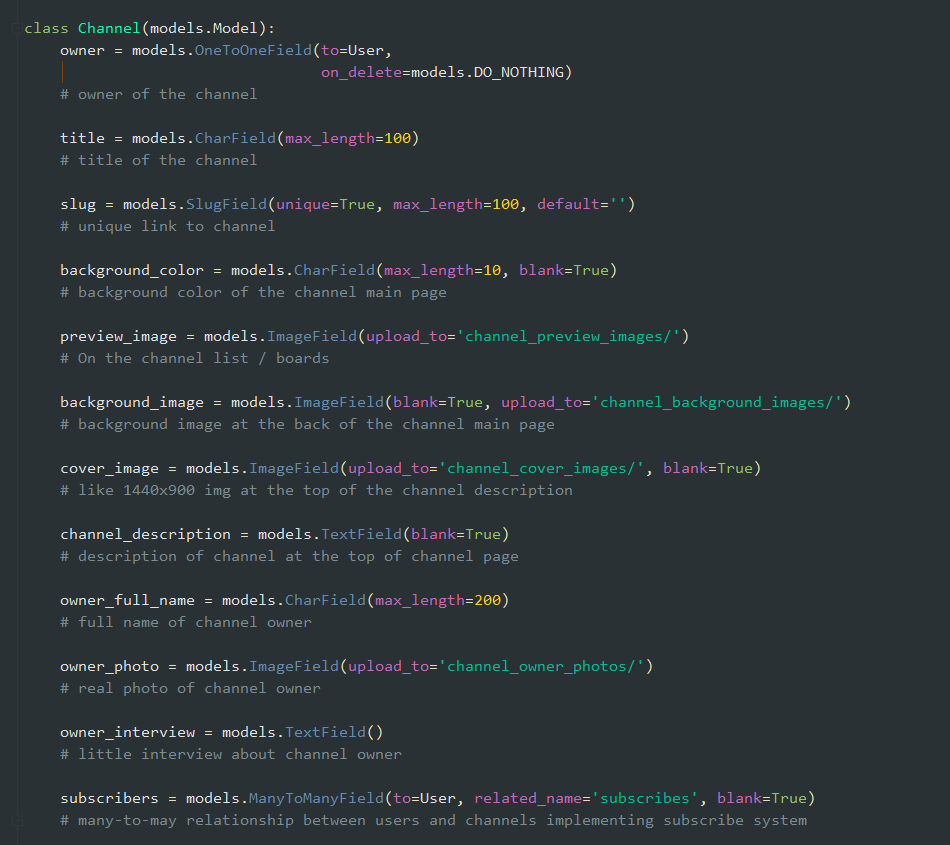 class Channel(models.Model):
    owner = models.OneToOneField(to=User,
                                 on_delete=models.DO_NOTHING)
    # owner of the channel

    title = models.CharField(max_length=100)
    # title of the channel

    slug = models.SlugField(unique=True, max_length=100, default='')
    # unique link to channel

    background_color = models.CharField(max_length=10, blank=True)
    # background color of the channel main page

    preview_image = models.ImageField(upload_to='channel_preview_images/')
    # On the channel list / boards

    background_image = models.ImageField(blank=True, upload_to='channel_background_images/')
    # background image at the back of the channel main page

    cover_image = models.ImageField(upload_to='channel_cover_images/', blank=True)
    # like 1440x900 img at the top of the channel description

    channel_description = models.TextField(blank=True)
    # description of channel at the top of channel page

    owner_full_name = models.CharField(max_length=200)
    # full name of channel owner

    owner_photo = models.ImageField(upload_to='channel_owner_photos/')
    # real photo of channel owner

    owner_interview = models.TextField()
    # little interview about channel owner

    subscribers = models.ManyToManyField(to=User, related_name='subscribes', blank=True)
    # many-to-may relationship between users and channels implementing subscribe system